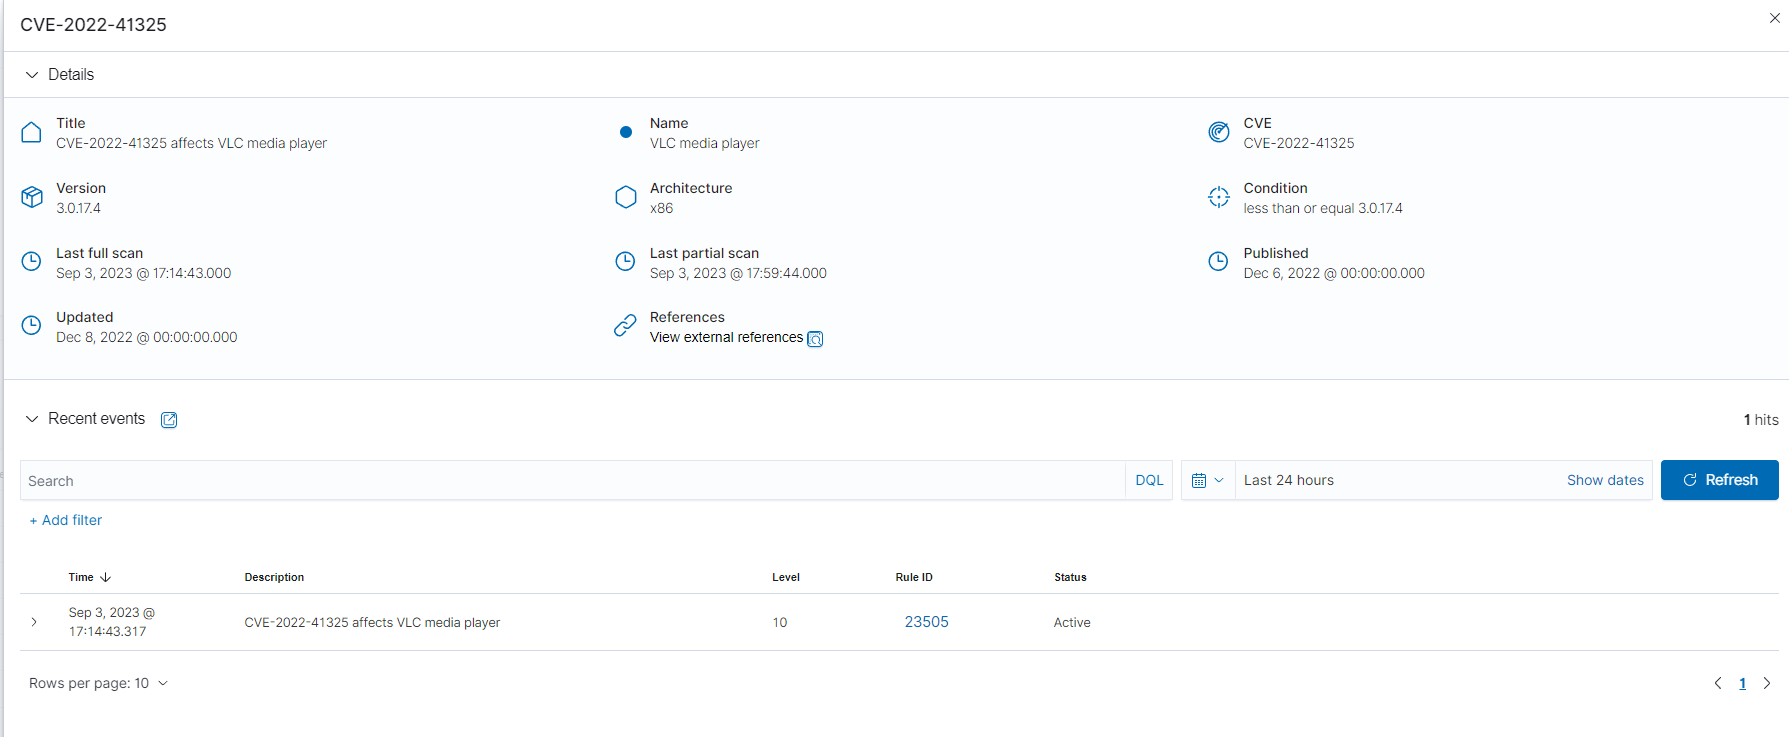 CVE-2022-41325
Details
Title
CVE-2022-41325 affects VLC media player
Name
VLC media player
CVE
CVE-2022-41325
Version
3.0.17.4
Architecture
x86
Condition
less than or equal 3.0.17.4
Last full scan
Sep 3, 2023 @ 17:14:43.000
Last partial scan
Sep 3, 2023 @ 17:59:44.000
Published
Dec 6, 2022 @ 00:00:00.000
Updated
Dec 8, 2022 @ 00:00:00.000
References
View external references
Recent events
1 hits
Search DQL Last 24 hours Show dates Refresh
+ Add filter
Time Description Level Rule ID Status
Sep 3, 2023 @
17:14:43.317
CVE-2022-41325 affects VLC media player 10 23505 Active
Rows per page: 10
1